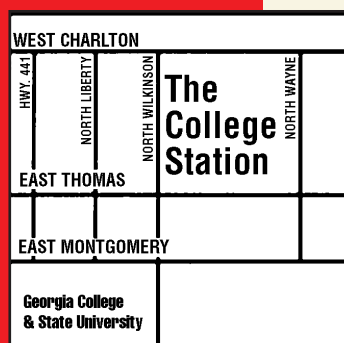 WEST CHARLTON
HWY. 441
NORTH LIBERTY
NORTH WILKINSON
The
College
Station
NORTH WAYNE
EAST THOMAS
EAST MONTGOMERY
Georgia College
& State University